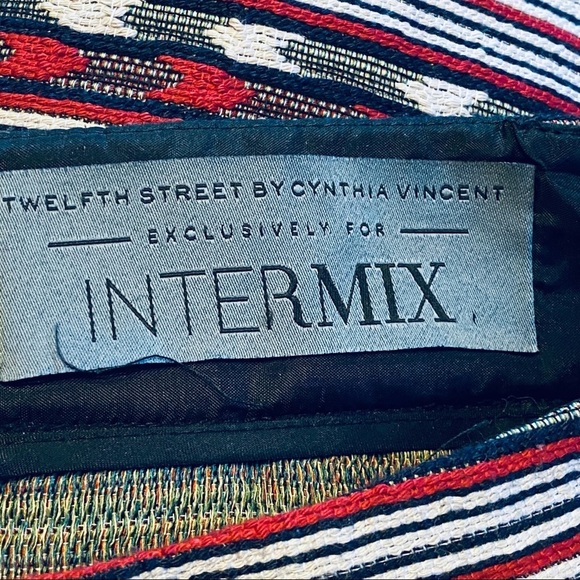 TWELFTH STREET BY CYNTHIA VINCENT
EXCLUSIVELY FOR
INTERMIX